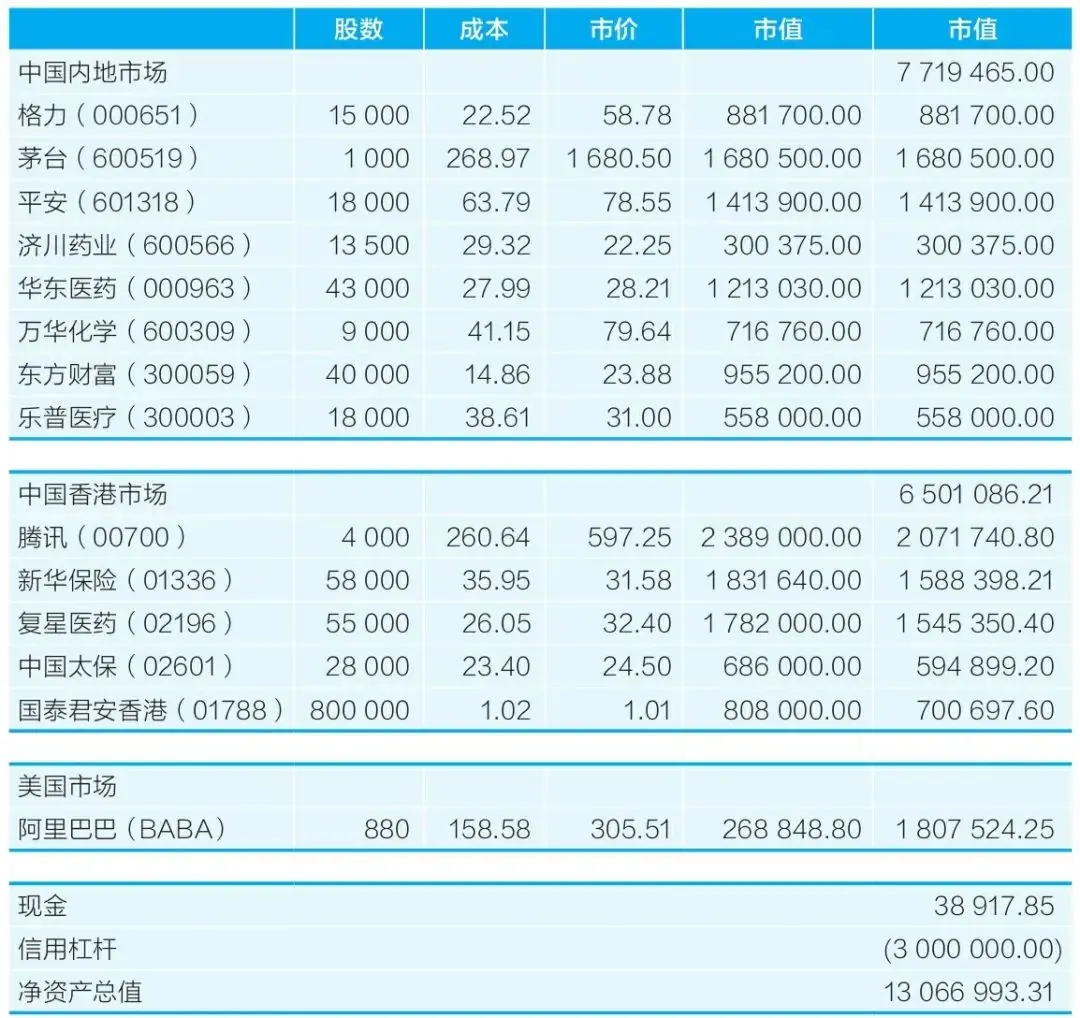 股数 成本 市价 市值 市值
中国内地市场 7 719 465.00
格力（000651） 15 000 22.52 58.78 881 700.00 881 700.00
茅台（600519） 1 000 268.97 1 680.50 1 680 500.00 1 680 500.00
平安（601318） 18 000 63.79 78.55 1 413 900.00 1 413 900.00
济川药业（600566） 13 500 29.32 22.25 300 375.00 300 375.00
华东医药（000963） 43 000 27.99 28.21 1 213 030.00 1 213 030.00
万华化学（600309） 9 000 41.15 79.64 716 760.00 716 760.00
东方财富（300059） 40 000 14.86 23.88 955 200.00 955 200.00
乐普医疗（300003） 18 000 38.61 31.00 558 000.00 558 000.00
中国香港市场 6 501 086.21
腾讯（00700） 4 000 260.64 597.25 2 389 000.00 2 071 740.80
新华保险（01336） 58 000 35.95 31.58 1 831 640.00 1 588 398.21
复星医药（02196） 55 000 26.05 32.40 1 782 000.00 1 545 350.40
中国太保（02601） 28 000 23.40 24.50 686 000.00 594 899.20
国泰君安香港（01788） 800 000 1.02 1.01 808 000.00 700 697.60
美国市场
阿里巴巴（BABA） 880 158.58 305.51 268 848.80 1 807 524.25
现金 38 917.85
信用杠杆 (3 000 000.00)
净资产总值 13 066 993.31